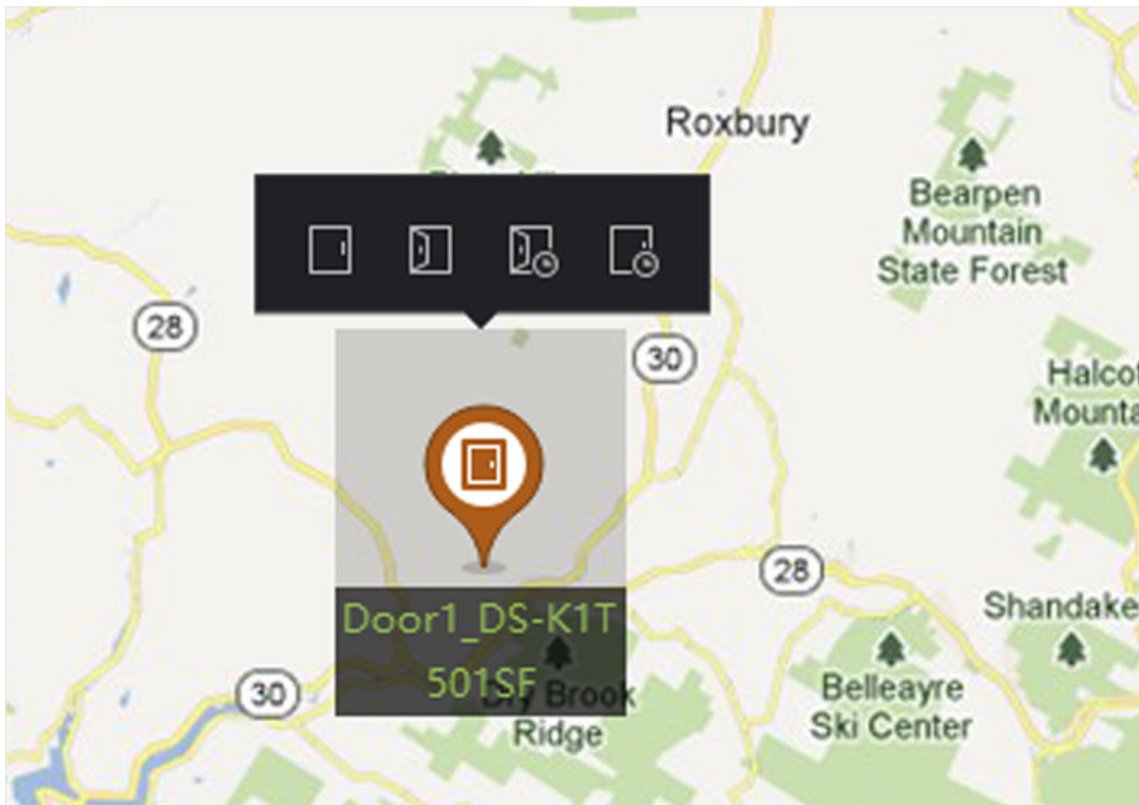 Roxbury
Bearpen
Mountain
State Forest
28
30
Mounta
28
Door1_DS-K1T
501SF
Shandake
30
Dry Brook
Ridge
Belleayre
Ski Center